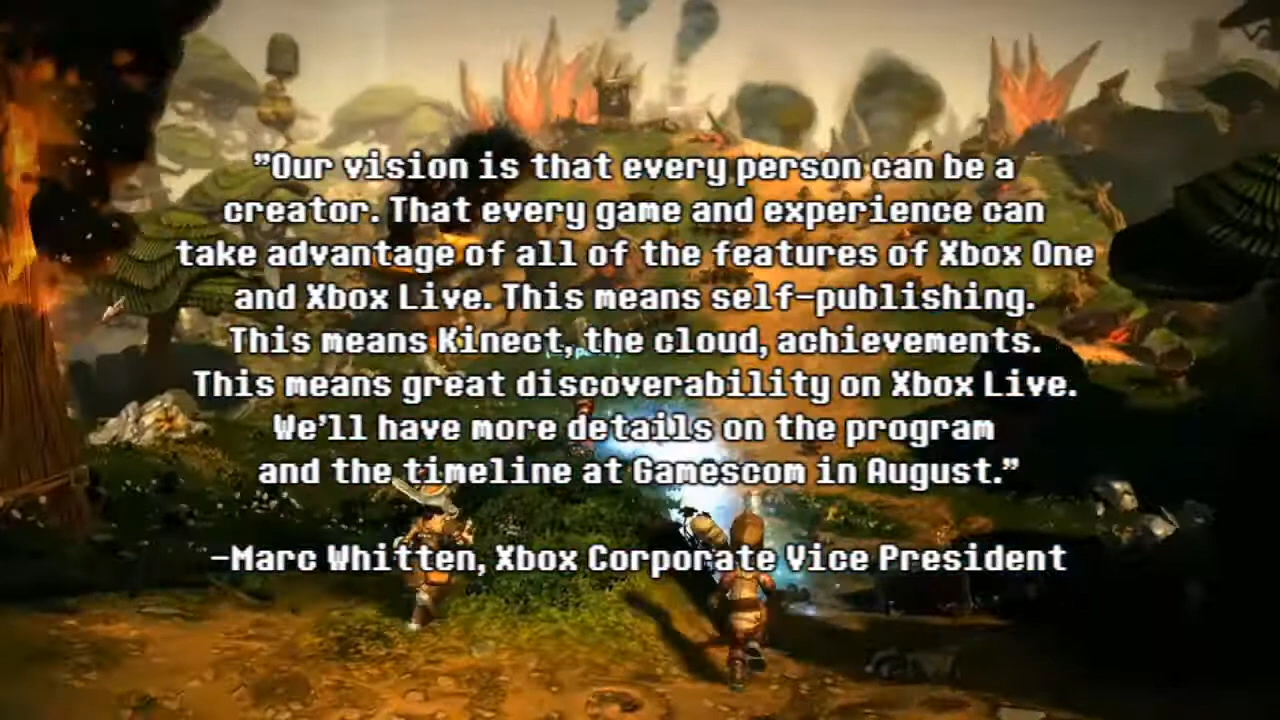 "Our vision is that every person can be a
creator. That every game and experience can
take advantage of all of the features of Xbox One
and Xbox Live. This means self-publishing.
This means Kinect, the cloud, achievements.
This means great discoverability on Xbox Live.
We'll have more details on the program
and the timeline at Gamescom in August."
-Marc Whitten, Xbox Corporate Vice President